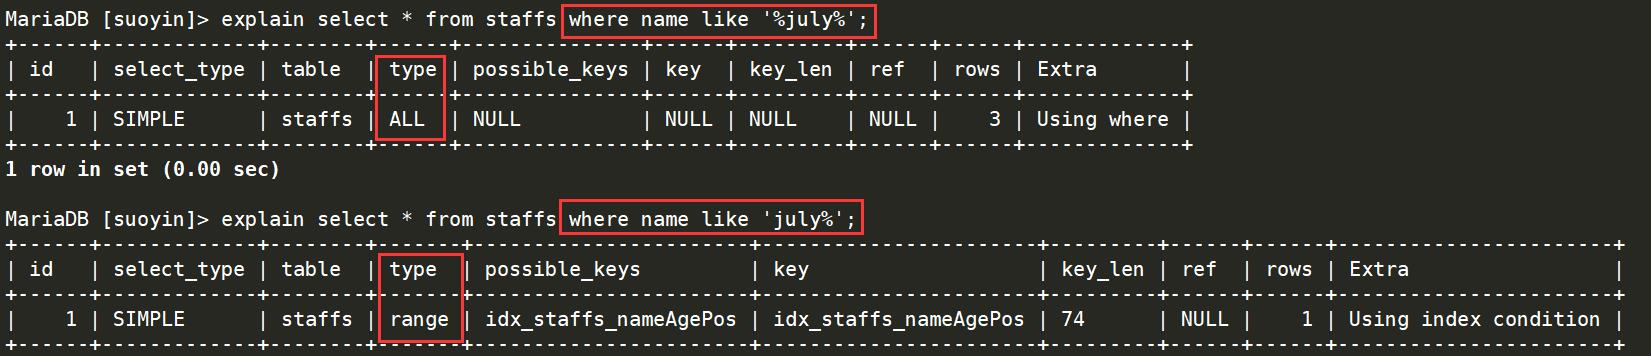 MariaDB [suoyin]> explain select * from staffs where name like '%july%';
+------+-------------+--------+------+---------------+------+---------+------+------+-------------+
| id   | select_type | table  | type | possible_keys | key  | key_len | ref  | rows | Extra       |
+------+-------------+--------+------+---------------+------+---------+------+------+-------------+
|    1 | SIMPLE      | staffs | ALL  | NULL          | NULL | NULL    | NULL |    3 | Using where |
+------+-------------+--------+------+---------------+------+---------+------+------+-------------+
1 row in set (0.00 sec)

MariaDB [suoyin]> explain select * from staffs where name like 'july%';
+------+-------------+--------+-------+----------------------+----------------------+---------+------+------+-----------------------+
| id   | select_type | table  | type  | possible_keys        | key                  | key_len | ref  | rows | Extra                 |
+------+-------------+--------+-------+----------------------+----------------------+---------+------+------+-----------------------+
|    1 | SIMPLE      | staffs | range | idx_staffs_nameAgePos | idx_staffs_nameAgePos | 74      | NULL |    1 | Using index condition |
+------+-------------+--------+-------+----------------------+----------------------+---------+------+------+-----------------------+